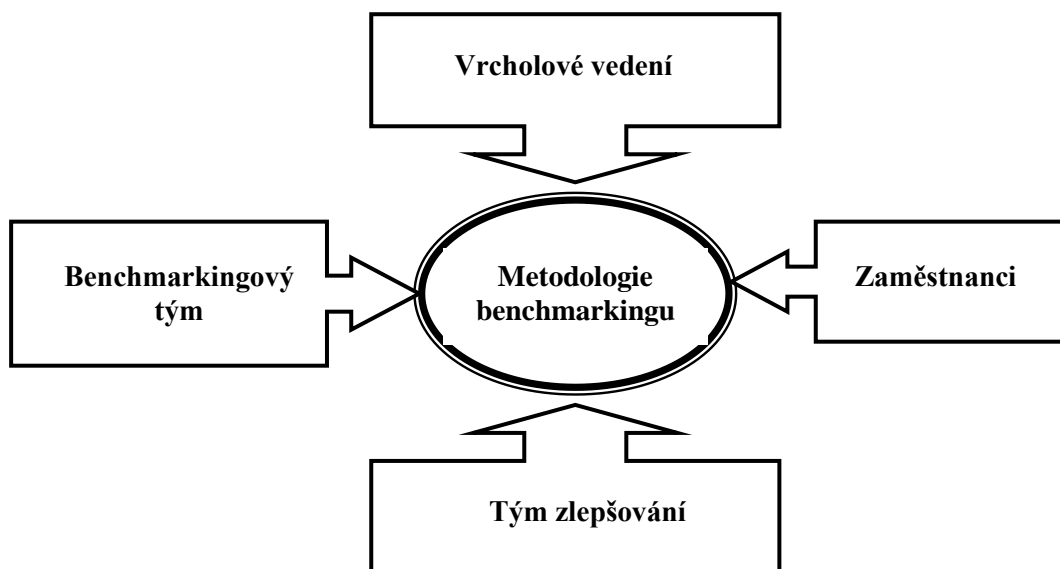 Vrcholové vedení
Benchmarkingový
tým
Metodologie
benchmarkingu
Zaměstnanci
Tým zlepšování